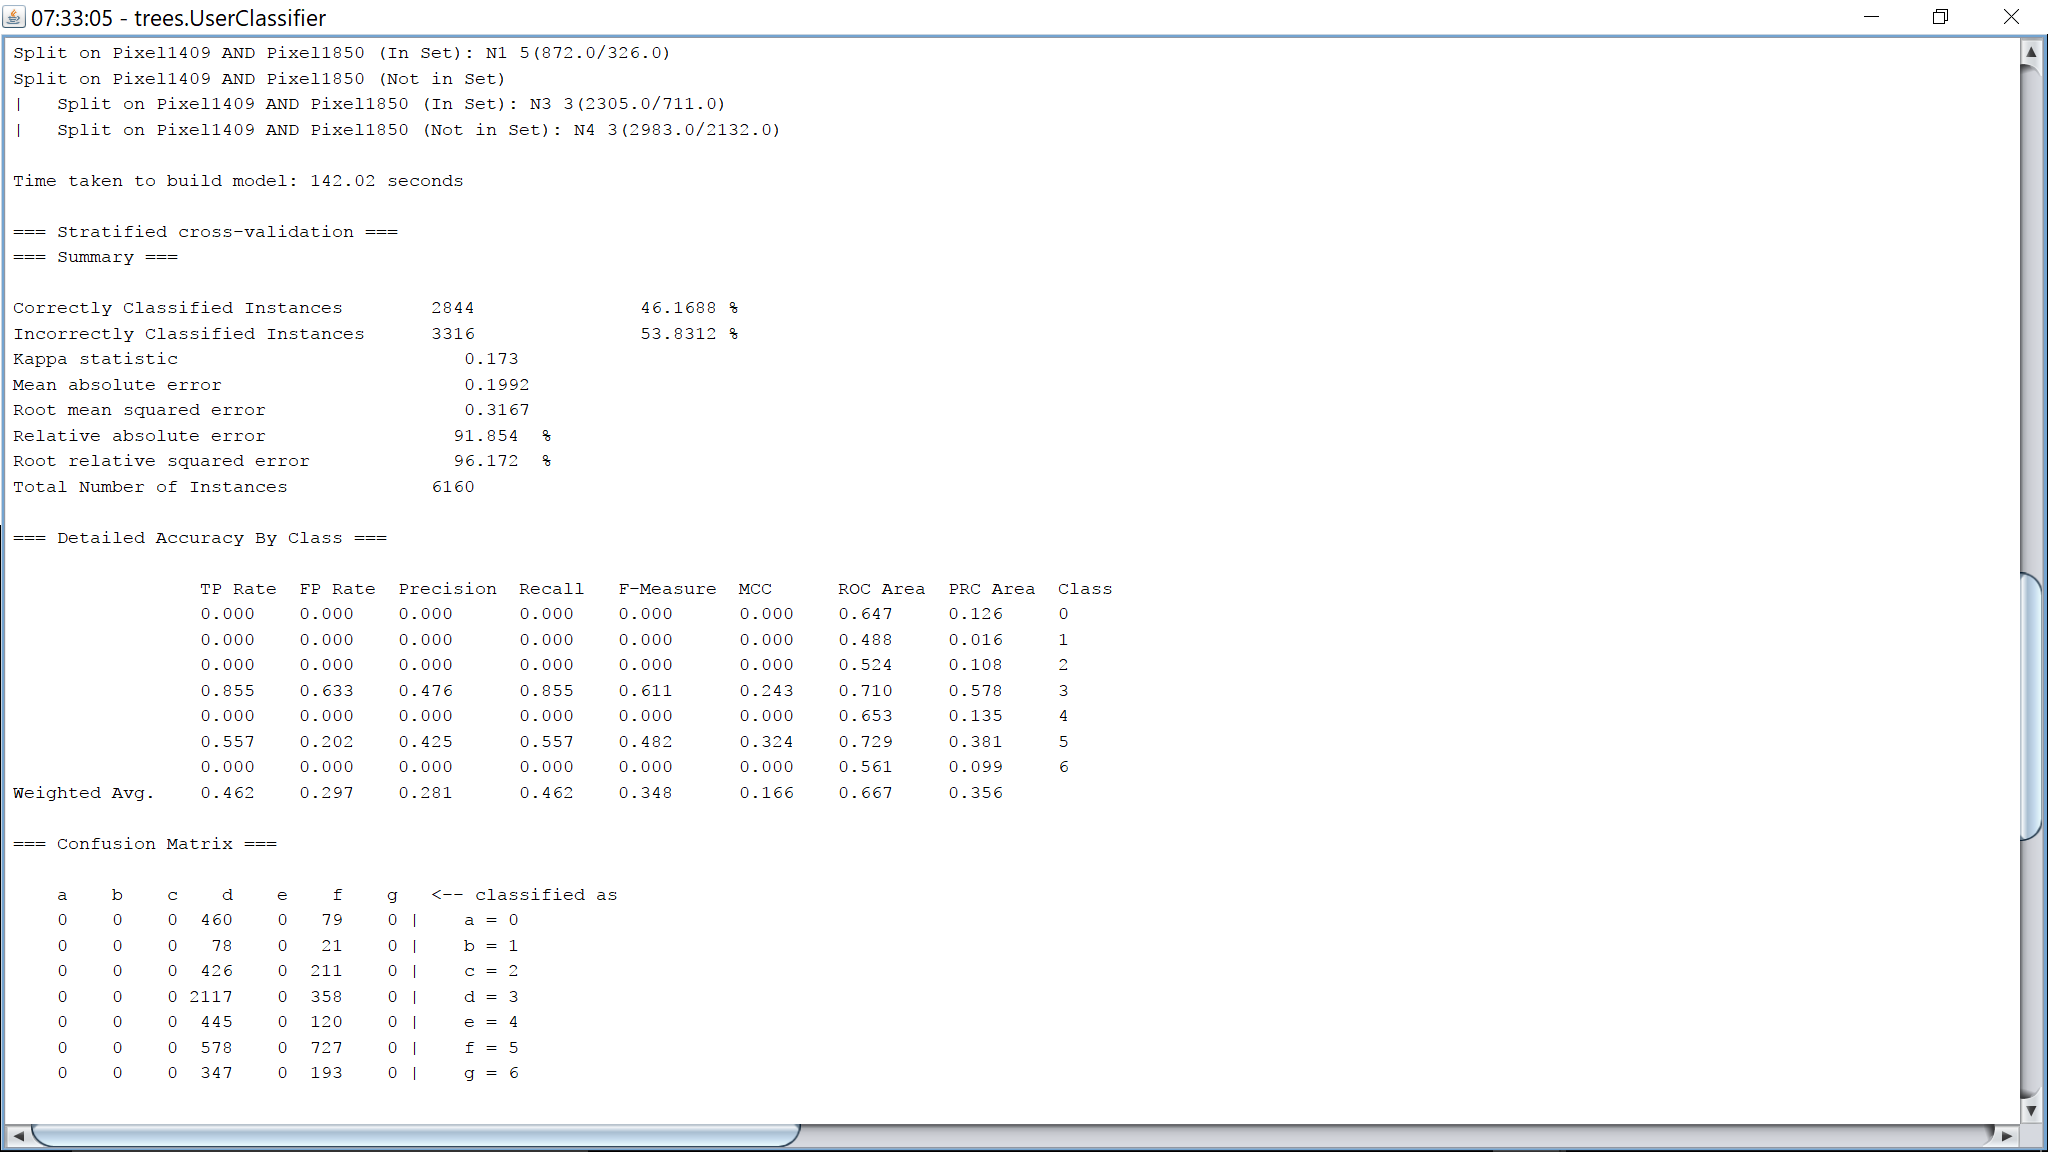 07:33:05 - trees.UserClassifier
Split on Pixel1409 AND Pixel1850 (In Set): N1 5(872.0/326.0)
Split on Pixel1409 AND Pixel1850 (Not in Set)
|   Split on Pixel1409 AND Pixel1850 (In Set): N3 3(2305.0/711.0)
|   Split on Pixel1409 AND Pixel1850 (Not in Set): N4 3(2983.0/2132.0)
Time taken to build model: 142.02 seconds
=== Stratified cross-validation ===
=== Summary ===
Correctly Classified Instances        2844               46.1688 %
Incorrectly Classified Instances      3316               53.8312 %
Kappa statistic                          0.173
Mean absolute error                      0.1992
Root mean squared error                  0.3167
Relative absolute error                 91.854  %
Root relative squared error             96.172  %
Total Number of Instances             6160
=== Detailed Accuracy By Class ===
TP Rate  FP Rate  Precision  Recall   F-Measure  MCC      ROC Area  PRC Area  Class
0.000    0.000    0.000      0.000    0.000      0.000    0.647     0.126     0
0.000    0.000    0.000      0.000    0.000      0.000    0.488     0.016     1
0.000    0.000    0.000      0.000    0.000      0.000    0.524     0.108     2
0.855    0.633    0.476      0.855    0.611      0.243    0.710     0.578     3
0.000    0.000    0.000      0.000    0.000      0.000    0.653     0.135     4
0.557    0.202    0.425      0.557    0.482      0.324    0.729     0.381     5
0.000    0.000    0.000      0.000    0.000      0.000    0.561     0.099     6
Weighted Avg.    0.462    0.297    0.281      0.462    0.348      0.166    0.667     0.356
=== Confusion Matrix ===
a    b    c    d    e    f    g   <-- classified as
0    0    0  460    0   79    0 |    a = 0
0    0    0   78    0   21    0 |    b = 1
0    0    0  426    0  211    0 |    c = 2
0    0    0 2117    0  358    0 |    d = 3
0    0    0  445    0  120    0 |    e = 4
0    0    0  578    0  727    0 |    f = 5
0    0    0  347    0  193    0 |    g = 6